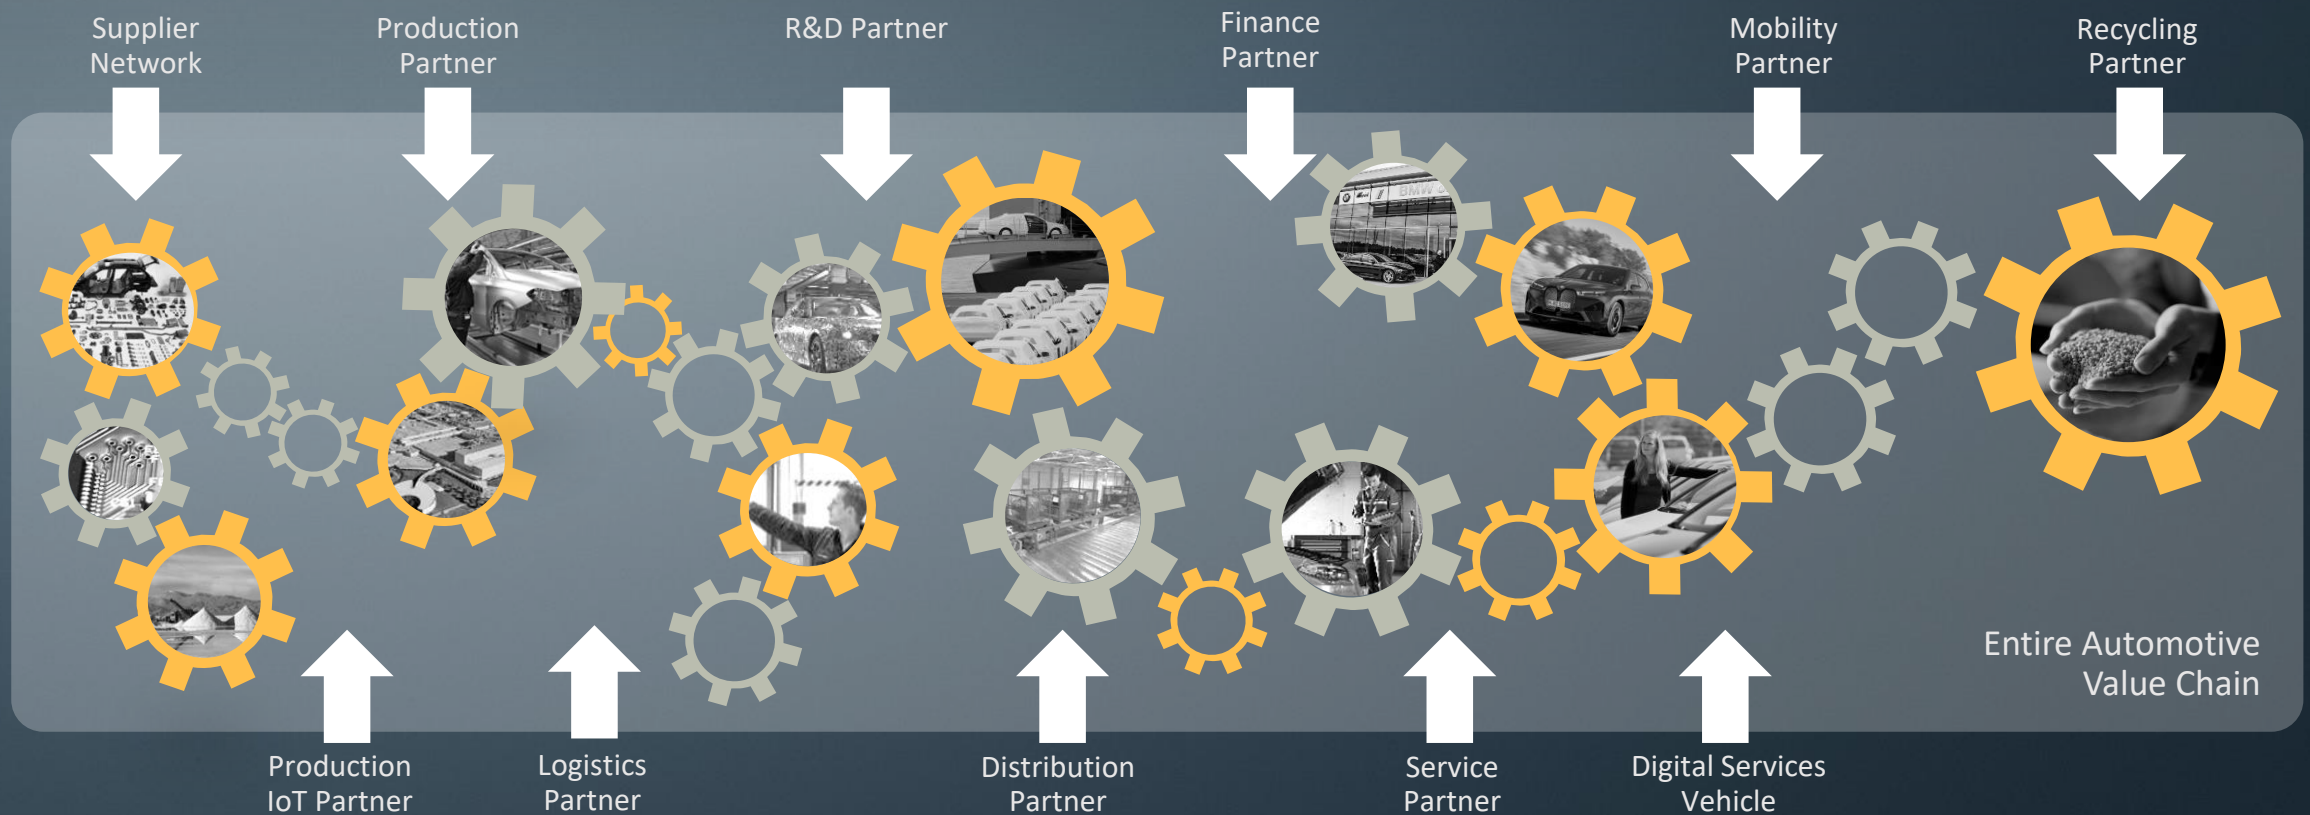 Supplier
Network
Production
Partner
R&D Partner
Finance
Partner
Mobility
Partner
Recycling
Partner
BMW
Entire Automotive
Value Chain
Production
IoT Partner
Logistics
Partner
Distribution
Partner
Service
Partner
Digital Services
Vehicle